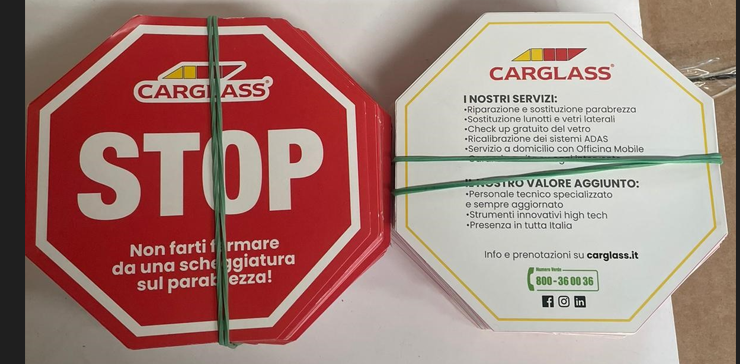 CARGLASS®
STOP
Non farti fermare
da una scheggiatura
sul parabrezza!
CARGLASS®
I NOSTRI SERVIZI:
•Riparazione e sostituzione parabrezza
•Sostituzione lunotti e vetri laterali
•Check up gratuito del vetro
•Ricalibrazione dei sistemi ADAS
•Servizio a domicilio con Officina Mobile
IL NOSTRO VALORE AGGIUNTO:
•Personale tecnico specializzato
e sempre aggiornato
•Strumenti innovativi high tech
•Presenza in tutta Italia
Info e prenotazioni su carglass.it
Numero Verde
800-36 00 36